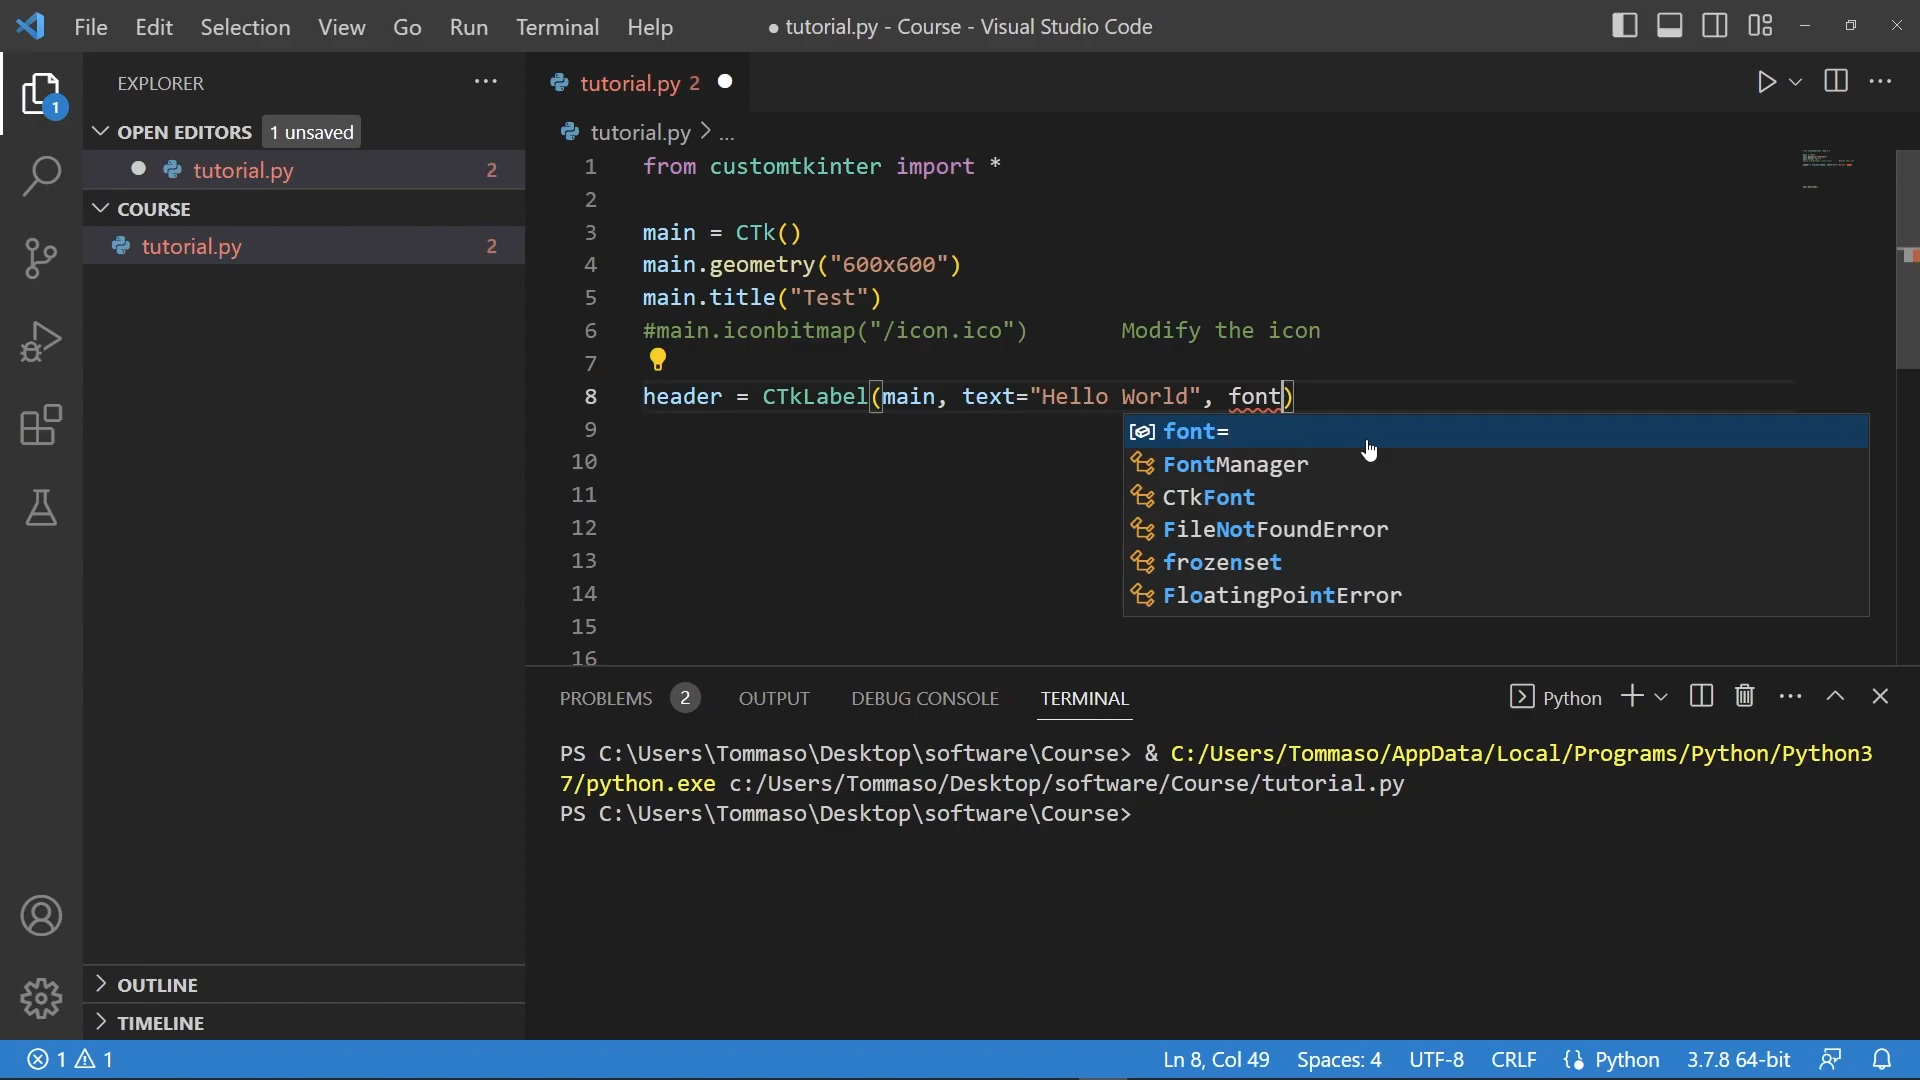 File Edit Selection View Go Run Terminal Help
● tutorial.py - Course - Visual Studio Code
1
EXPLORER
OPEN EDITORS 1 unsaved
tutorial.py 2
COURSE
tutorial.py 2
OUTLINE
TIMELINE
tutorial.py 2
tutorial.py > ...
1 from customtkinter import *
2
3 main = CTk()
4 main.geometry("600x600")
5 main.title("Test")
6 #main.iconbitmap("/icon.ico") Modify the icon
7
8 header = CTkLabel(main, text="Hello World", font)
9
10
11
12
13
14
15
16
font=
FontManager
CTkFont
FileNotFoundError
frozenset
FloatingPointError
PROBLEMS 2 OUTPUT DEBUG CONSOLE TERMINAL
Python
PS C:\Users\Tommaso\Desktop\software\Course> & C:/Users/Tommaso/AppData/Local/Programs/Python/Python3
7/python.exe c:/Users/Tommaso/Desktop/software/Course/tutorial.py
PS C:\Users\Tommaso\Desktop\software\Course>
1 1
Ln 8, Col 49 Spaces: 4 UTF-8 CRLF Python 3.7.8 64-bit